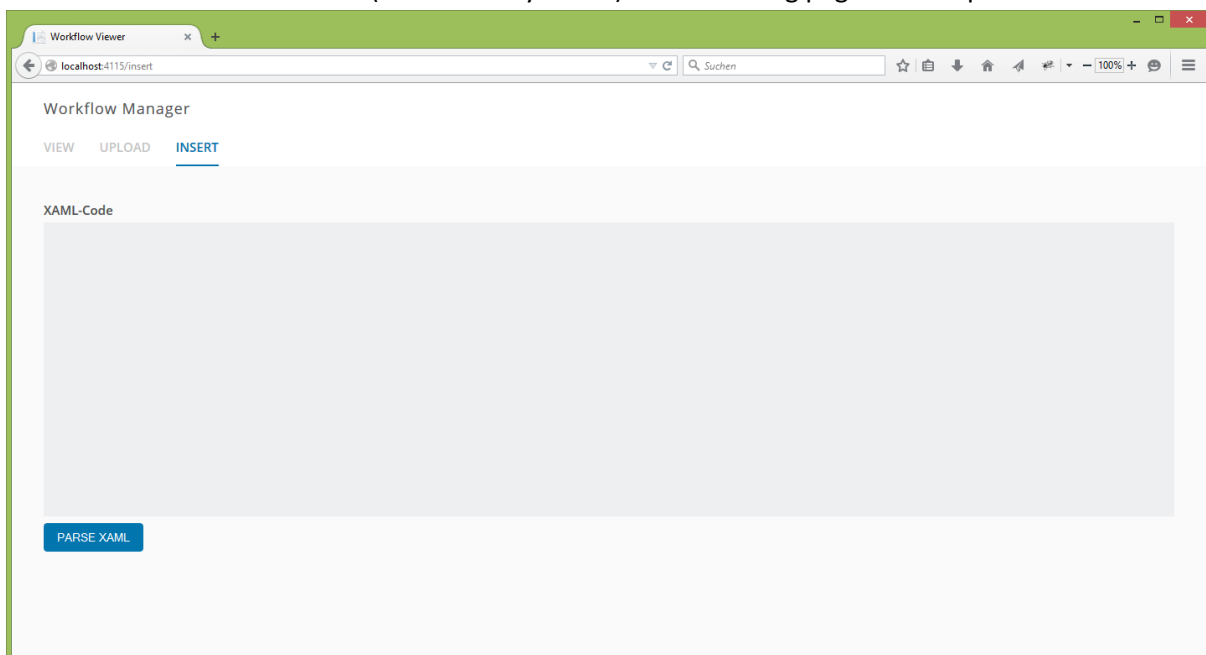 Workflow Viewer
localhost:4115/insert
Suchen
100%
Workflow Manager
VIEW UPLOAD INSERT
XAML-Code
PARSE XAML